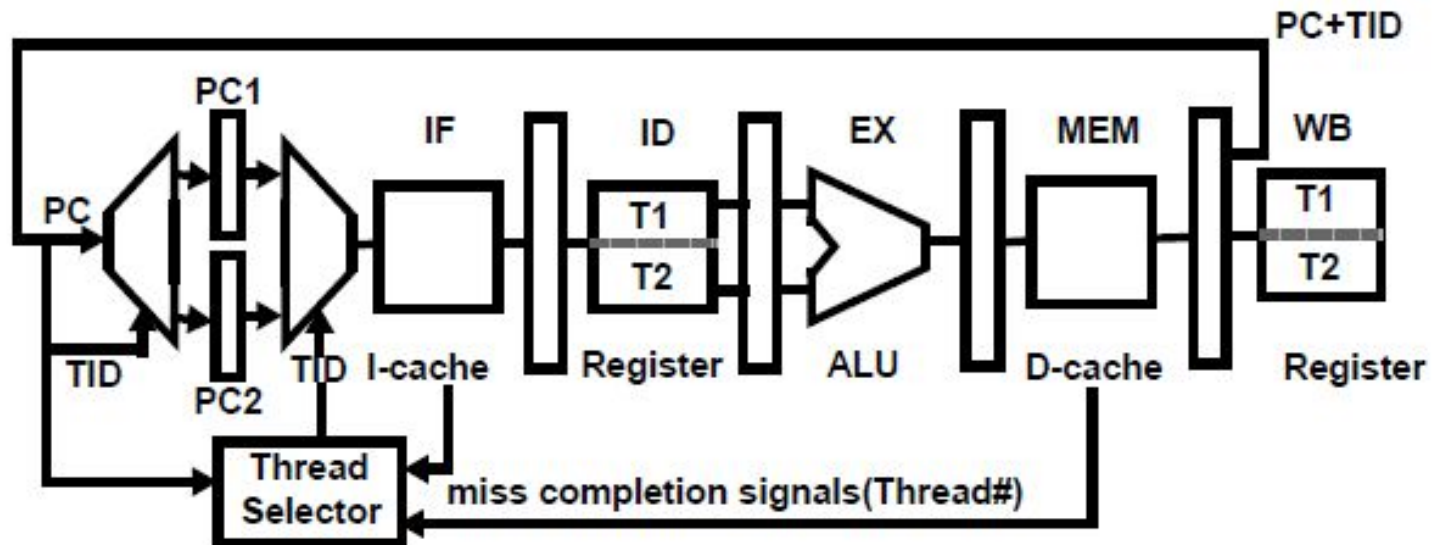 PC+TID
PC1
IF
ID
EX
MEM
WB
T1
T1
PC
T2
T2
TID
TID
I-cache
Register
ALU
D-cache
Register
PC2
Thread
Selector
miss completion signals(Thread#)